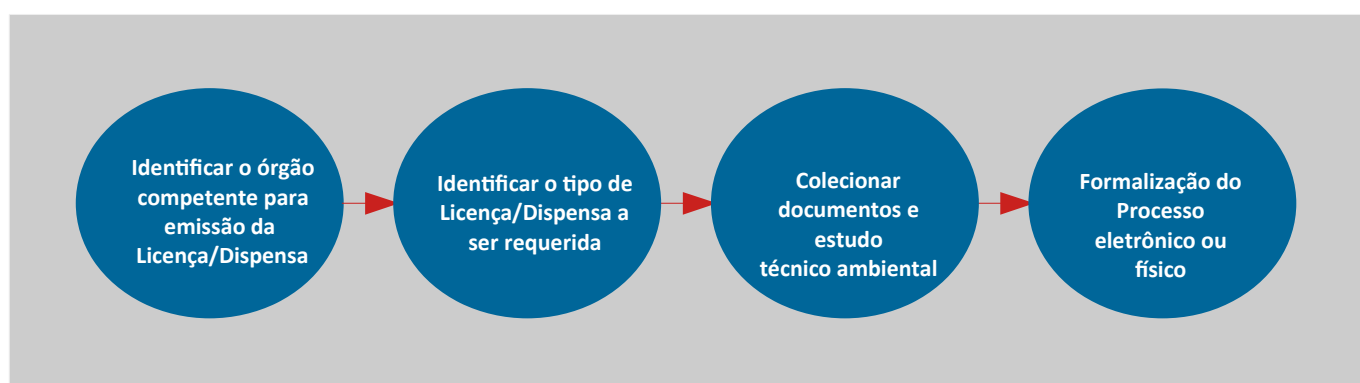 Identificar o órgão
competente para
emissão da
Licença/Dispensa
Identificar o tipo de
Licença/Dispensa a
ser requerida
Colecionar
documentos e
estudo
técnico ambiental
Formalização do
Processo
eletrônico ou
físico